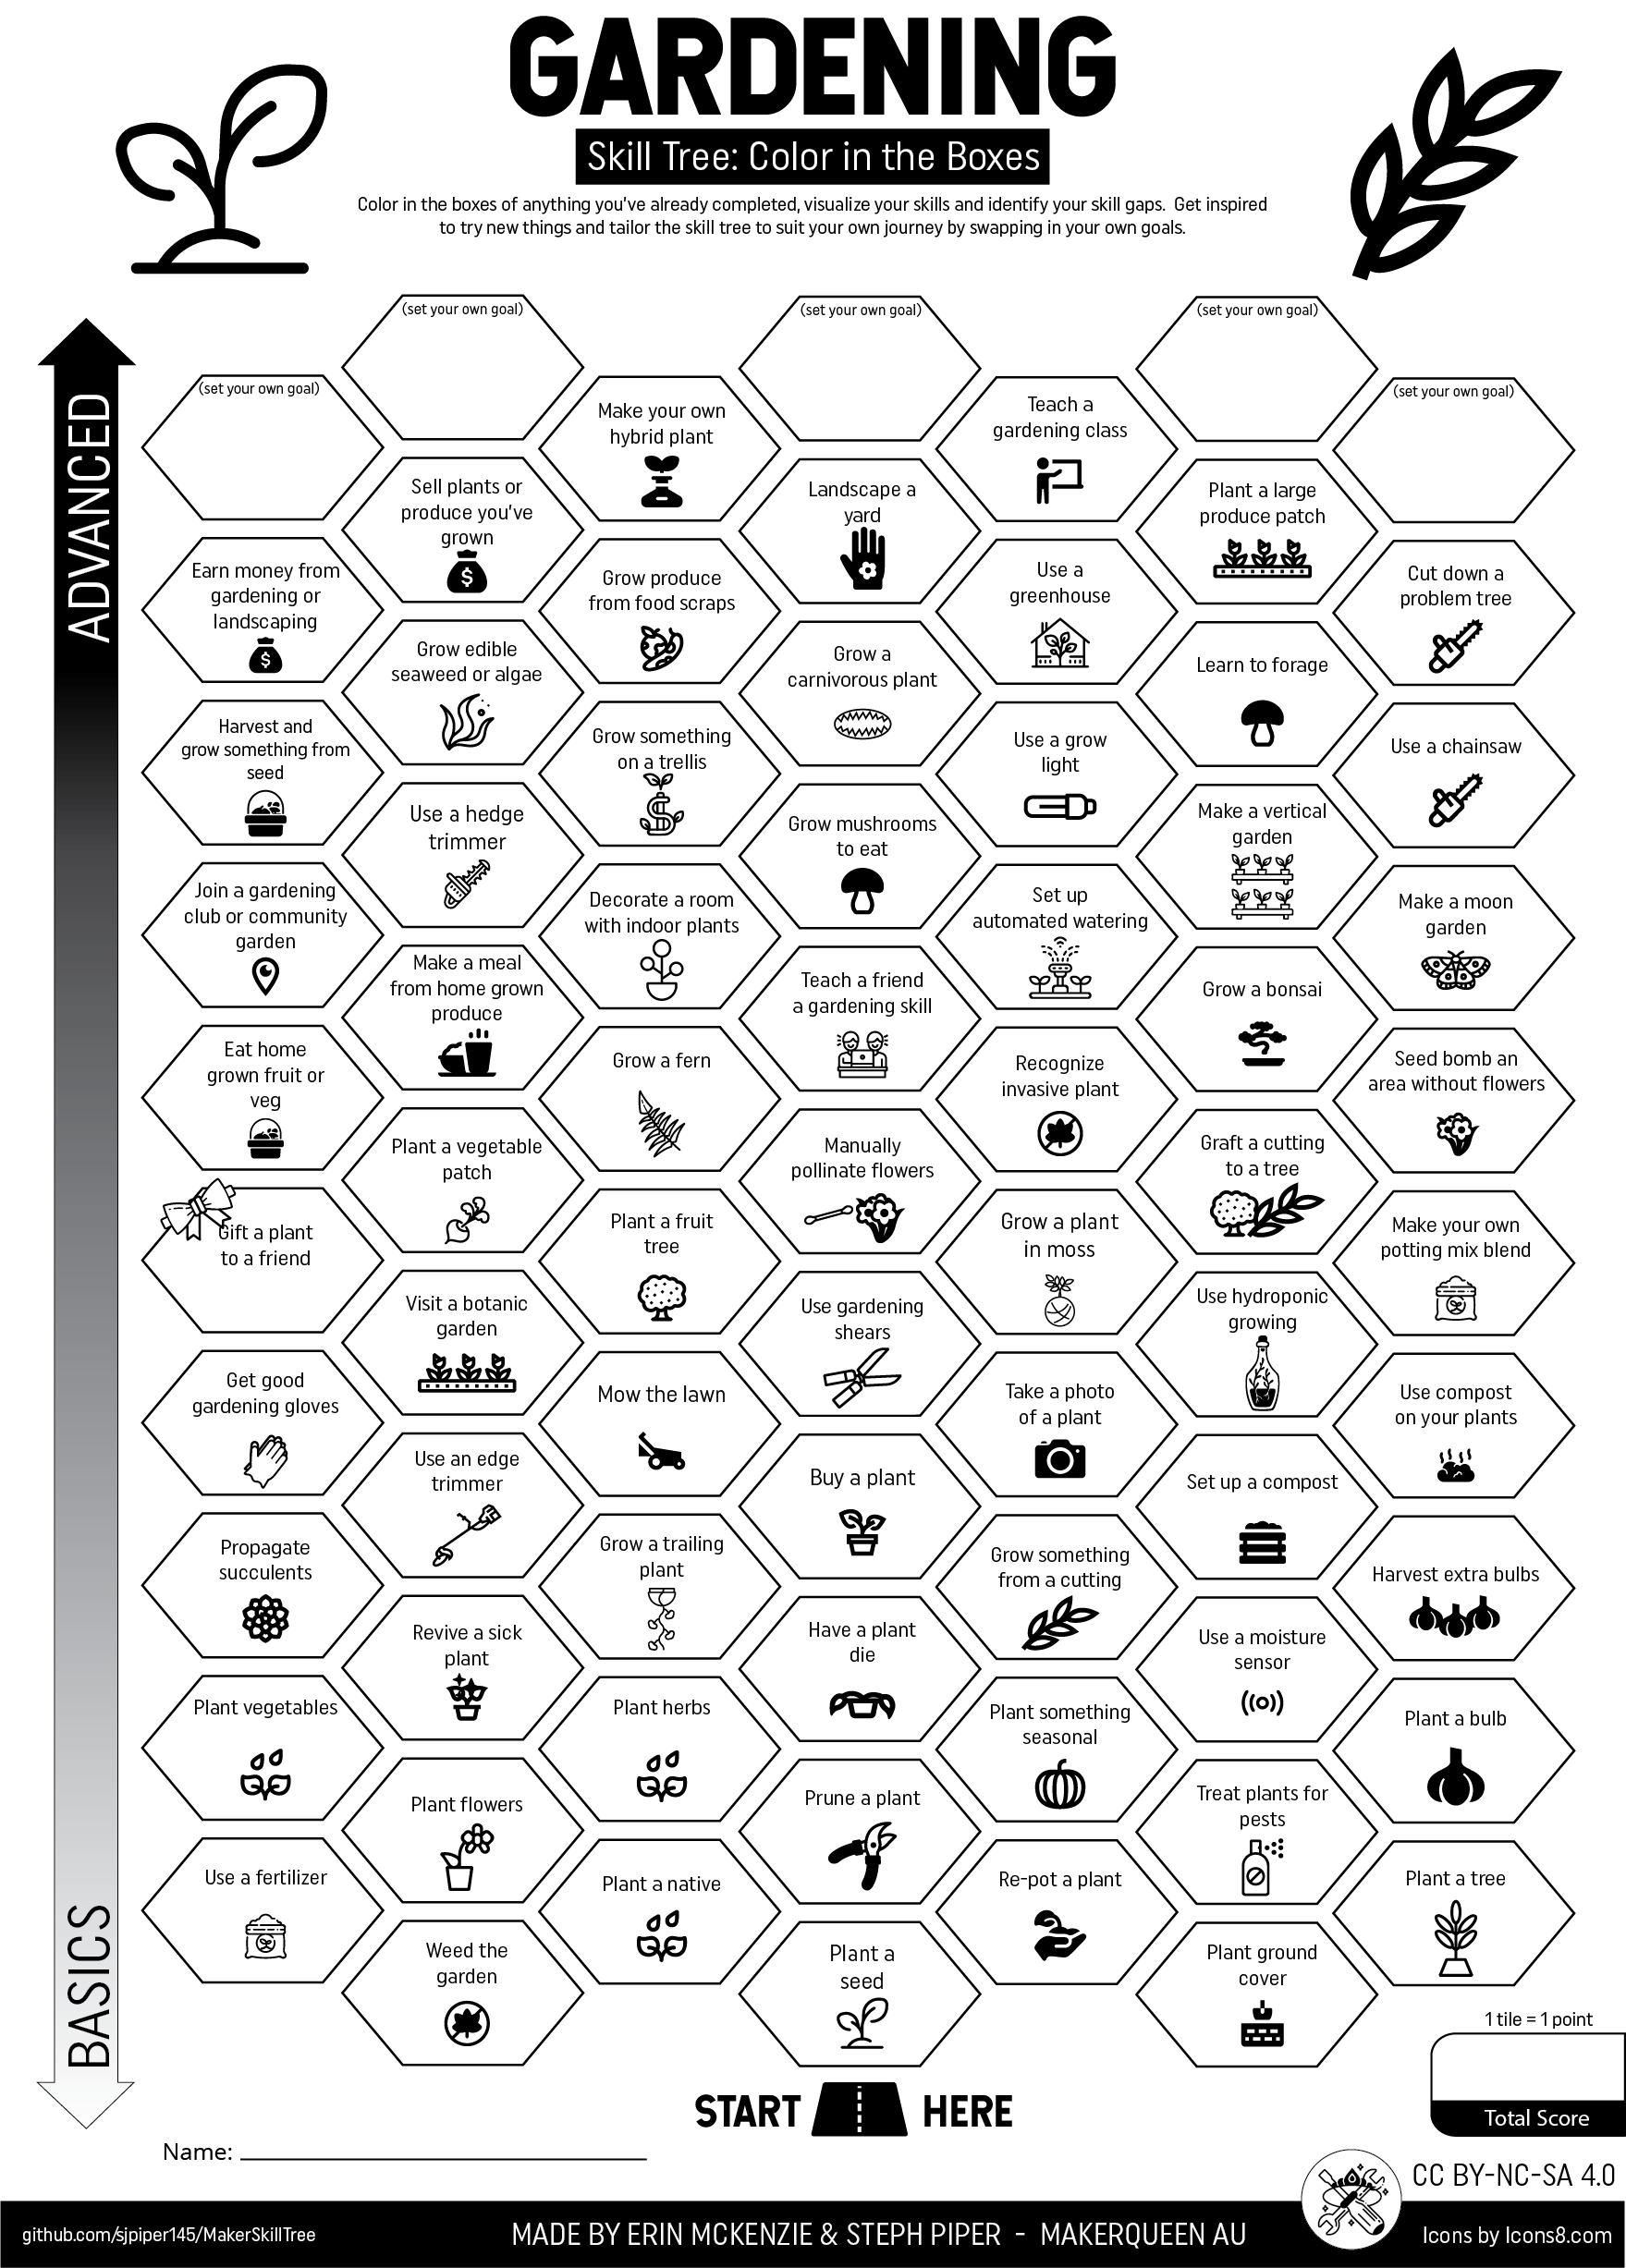 GARDENING
Skill Tree: Color in the Boxes
Color in the boxes of anything you've already completed, visualize your skills and identify your skill gaps. Get inspired
to try new things and tailor the skill tree to suit your own journey by swapping in your own goals.
ADVANCED
BASICS
(set your own goal)
(set your own goal)
(set your own goal)
(set your own goal)
(set your own goal)
Make your own
hybrid plant
Teach a
gardening class
Sell plants or
produce you've
grown
Landscape a
yard
Plant a large
produce patch
Earn money from
gardening or
landscaping
Grow produce
from food scraps
Use a
greenhouse
Cut down a
problem tree
Grow edible
seaweed or algae
Grow a
carnivorous plant
Learn to forage
Harvest and
grow something from
seed
Grow something
on a trellis
Use a grow
light
Use a chainsaw
Use a hedge
trimmer
Grow mushrooms
to eat
Make a vertical
garden
Join a gardening
club or community
garden
Decorate a room
with indoor plants
Set up
automated watering
Make a moon
garden
Make a meal
from home grown
produce
Teach a friend
a gardening skill
Grow a bonsai
Eat home
grown fruit or
veg
Grow a fern
Recognize
invasive plant
Seed bomb an
area without flowers
Plant a vegetable
patch
Manually
pollinate flowers
Graft a cutting
to a tree
Gift a plant
to a friend
Plant a fruit
tree
Grow a plant
in moss
Make your own
potting mix blend
Visit a botanic
garden
Use gardening
shears
Use hydroponic
growing
Get good
gardening gloves
Mow the lawn
Take a photo
of a plant
Use compost
on your plants
Use an edge
trimmer
Buy a plant
Set up a compost
Propagate
succulents
Grow a trailing
plant
Grow something
from a cutting
Harvest extra bulbs
Revive a sick
plant
Have a plant
die
Use a moisture
sensor
Plant vegetables
Plant herbs
Plant something
seasonal
Plant a bulb
Plant flowers
Prune a plant
Treat plants for
pests
Use a fertilizer
Plant a native
Re-pot a plant
Plant a tree
Weed the
garden
Plant a
seed
Plant ground
cover
1 tile = 1 point
Total Score
START HERE
Name:
CC BY-NC-SA 4.0
github.com/sjpiper145/MakerSkillTree
MADE BY ERIN MCKENZIE & STEPH PIPER - MAKERQUEEN AU
Icons by Icons8.com